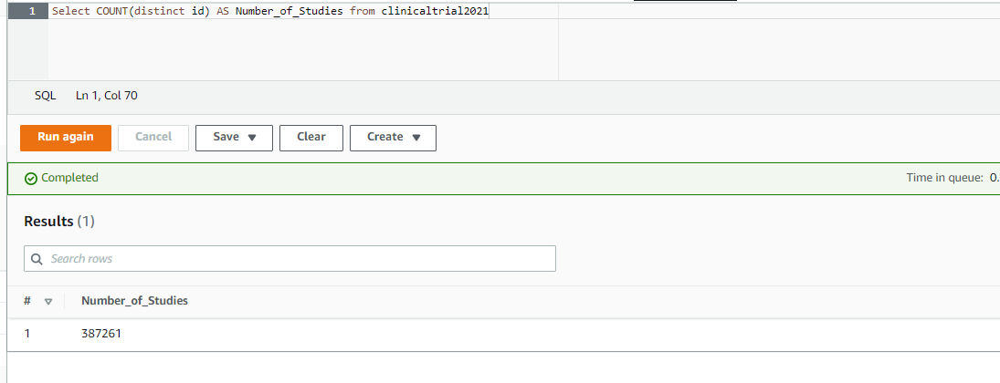 1 Select COUNT(distinct id) AS Number_of_Studies from clinicaltrial2021
SQL Ln 1, Col 70
Run again Cancel Save Clear Create
Completed Time in queue: 0.
Results (1)
Search rows
# Number_of_Studies
1 387261